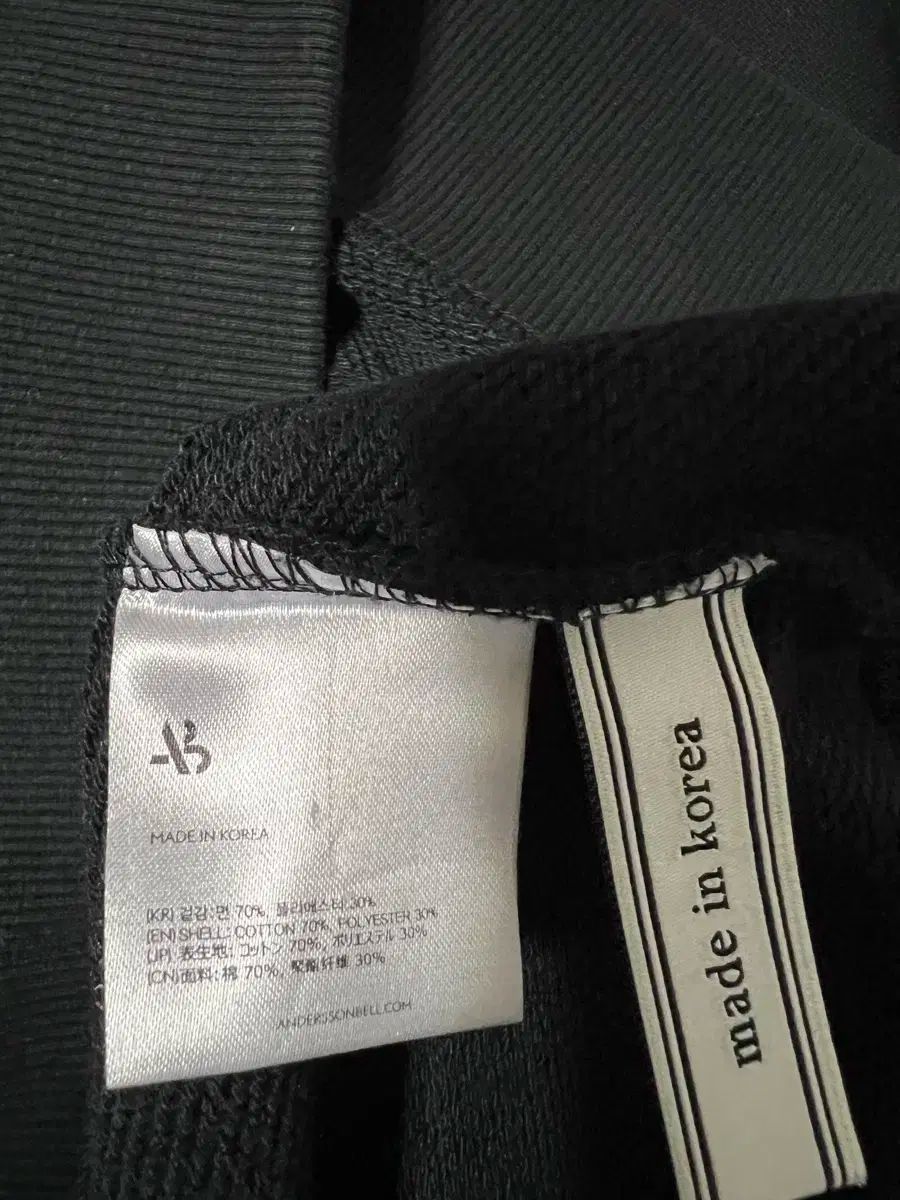 AB
MADE IN KOREA
(KR) 겉감: 면 70%, 폴리에스터 30%
(EN) SHELL: COTTON 70%, POLYESTER 30%
(JP) 表生地: コットン 70%, ポリエステル 30%
(CN) 面料: 棉 70%, 聚酯纤维 30%
ANDERSSONBELL.COM
made in korea